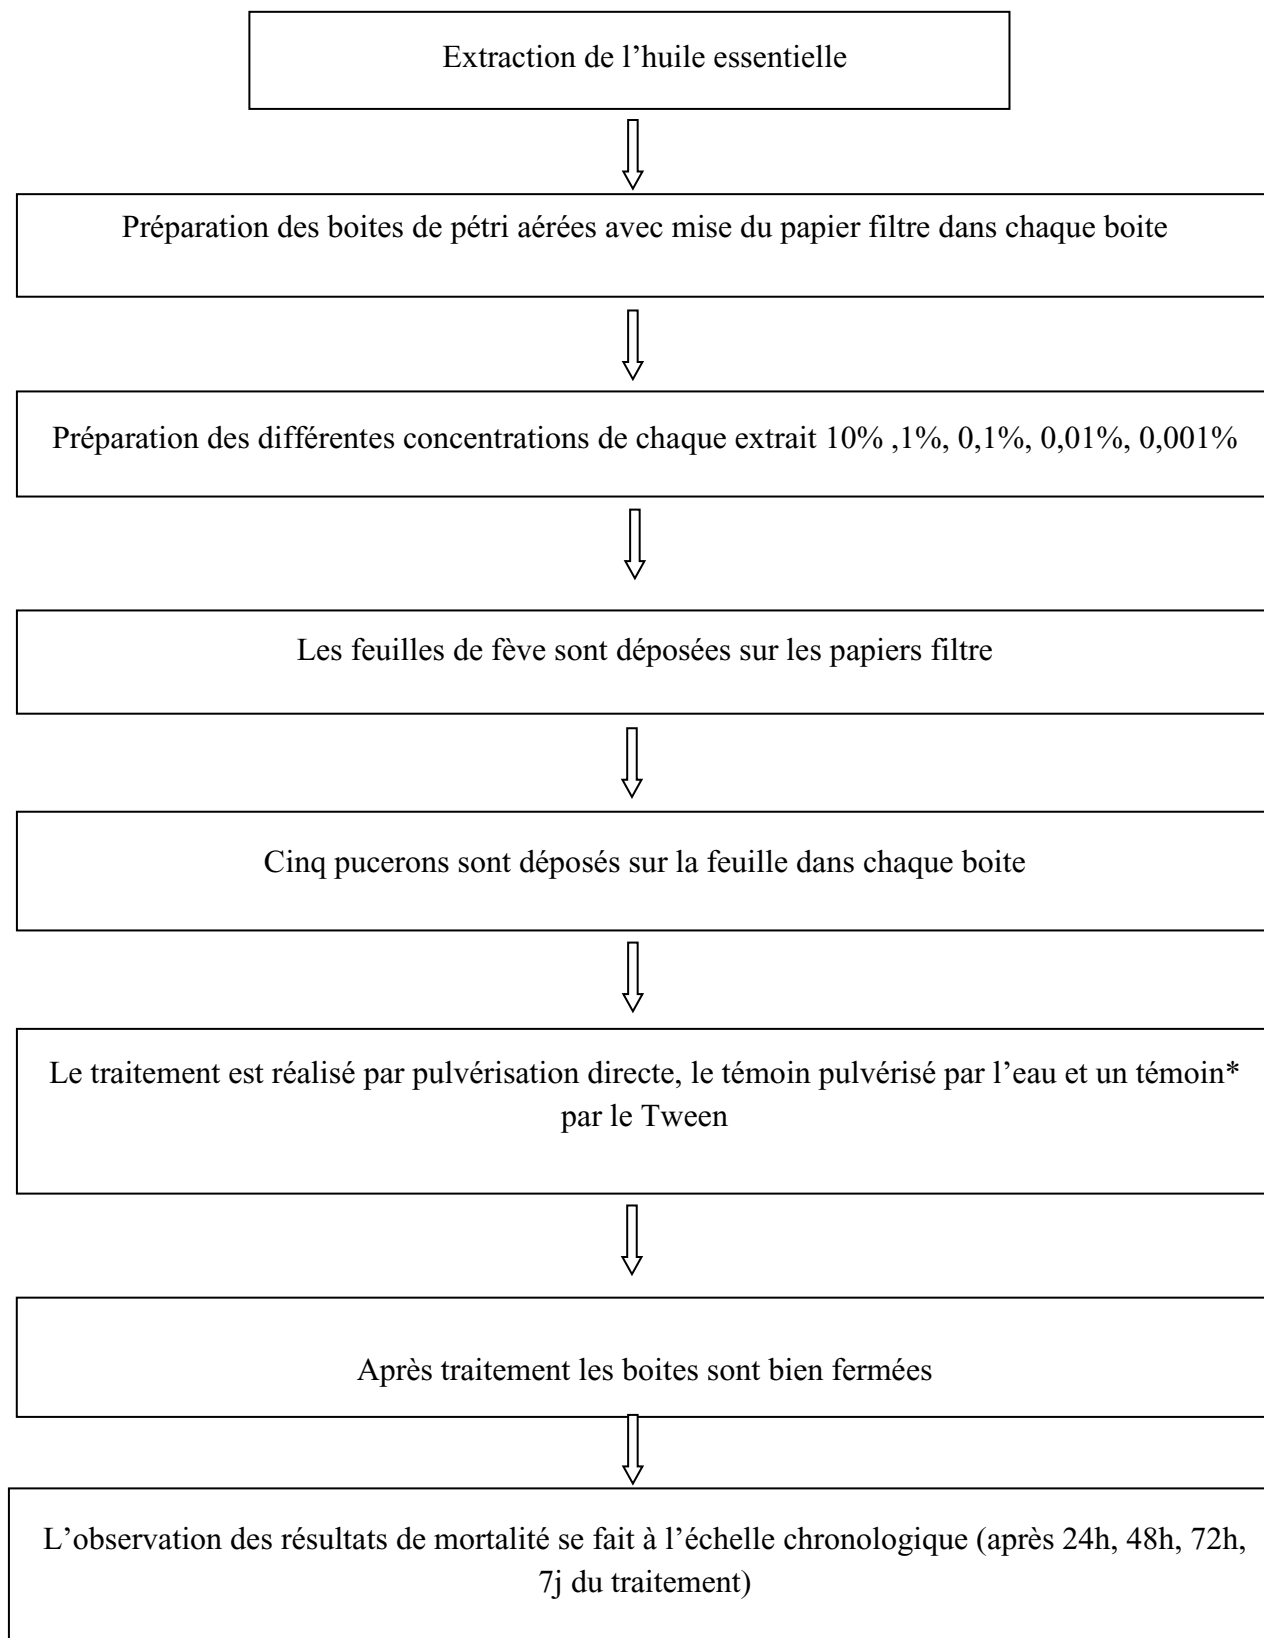 Extraction de l’huile essentielle
Préparation des boites de pétri aérées avec mise du papier filtre dans chaque boite
Préparation des différentes concentrations de chaque extrait 10% ,1%, 0,1%, 0,01%, 0,001%
Les feuilles de fève sont déposées sur les papiers filtre
Cinq pucerons sont déposés sur la feuille dans chaque boite
Le traitement est réalisé par pulvérisation directe, le témoin pulvérisé par l’eau et un témoin*
par le Tween
Après traitement les boites sont bien fermées
L’observation des résultats de mortalité se fait à l’échelle chronologique (après 24h, 48h, 72h,
7j du traitement)